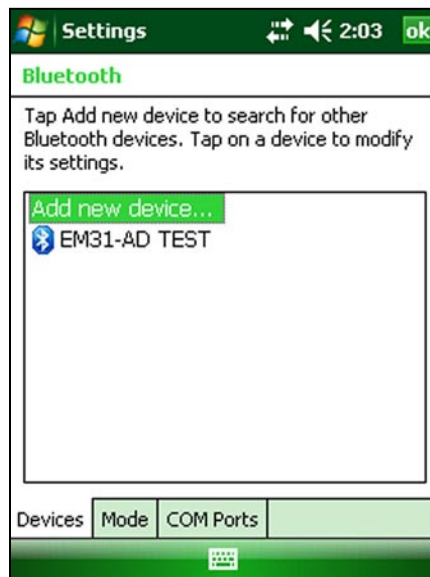 Settings 2:03 ok
Bluetooth
Tap Add new device to search for other
Bluetooth devices. Tap on a device to modify
its settings.
Add new device...
EM31-AD TEST
Devices Mode COM Ports